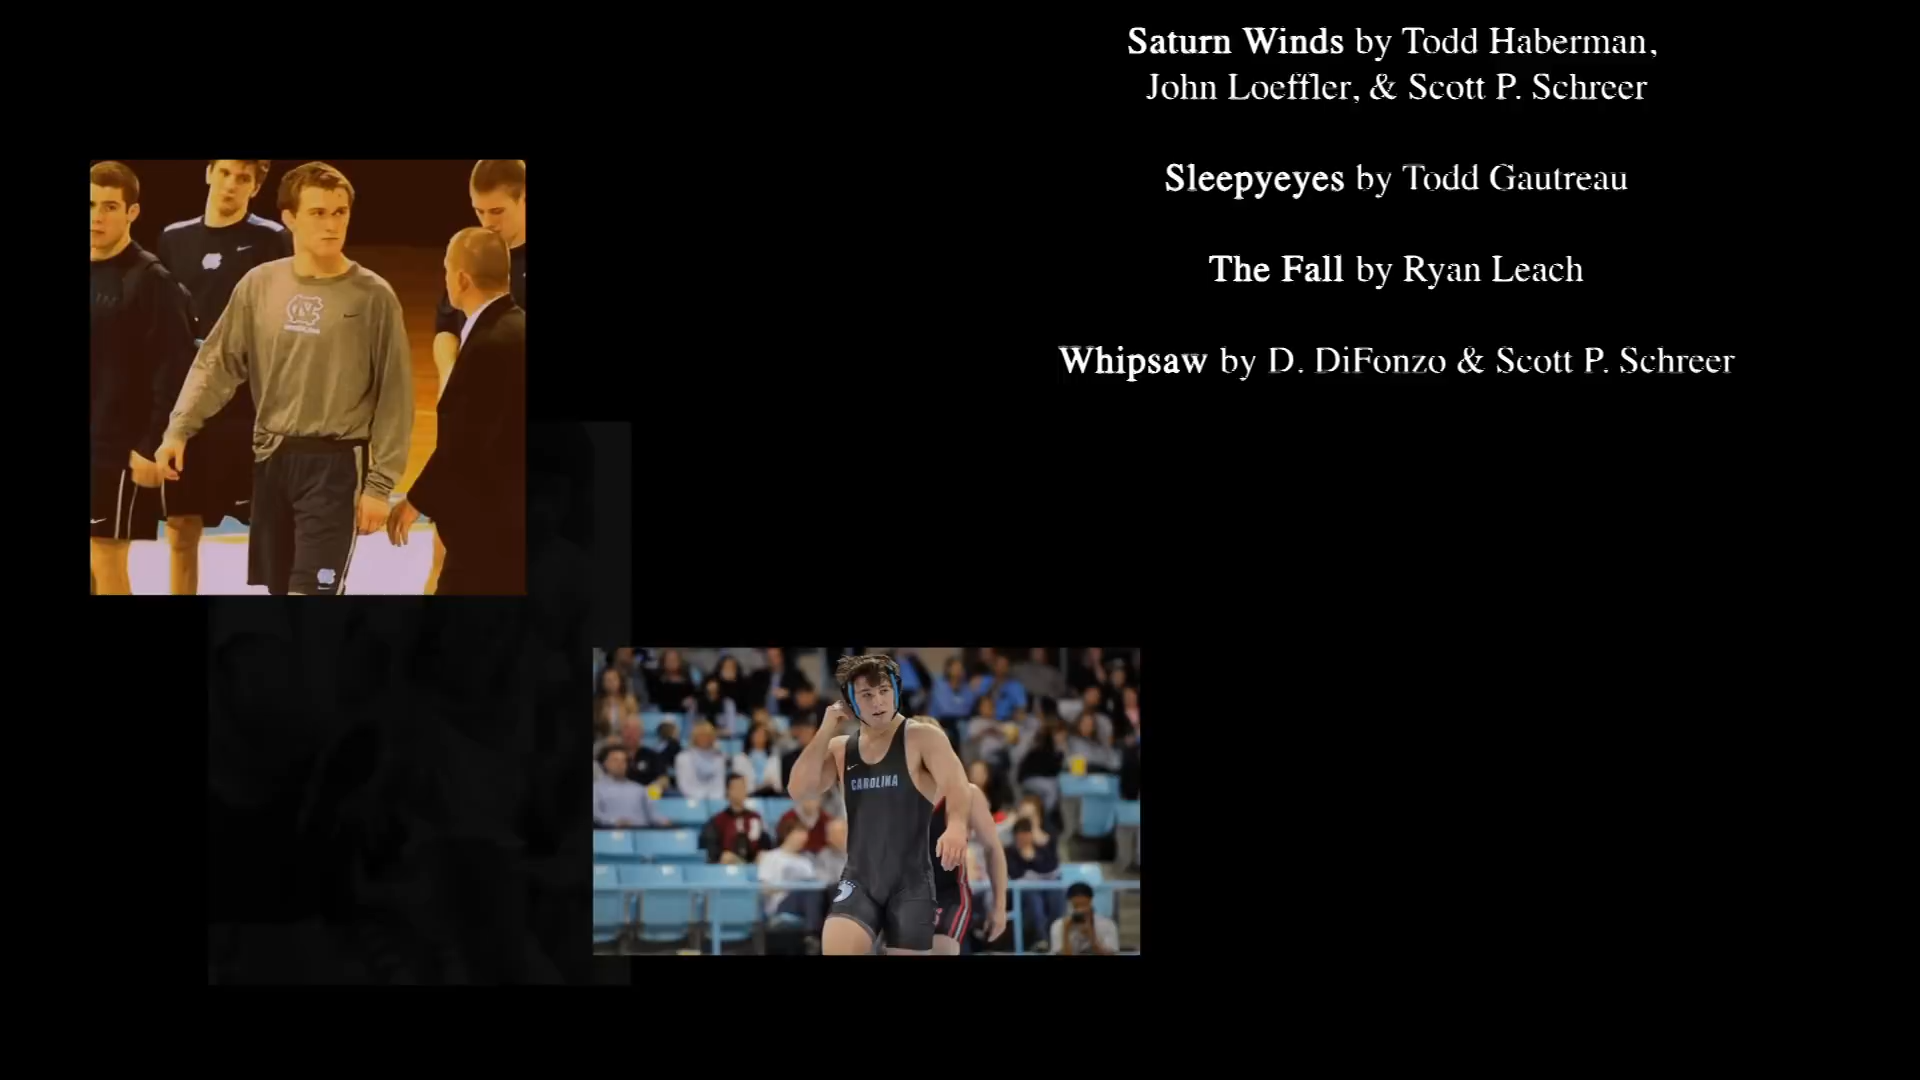 Saturn Winds by Todd Haberman,
John Loeffler, & Scott P. Schreer
Sleepyeyes by Todd Gautreau
The Fall by Ryan Leach
Whipsaw by D. DiFonzo & Scott P. Schreer
CAROLINA